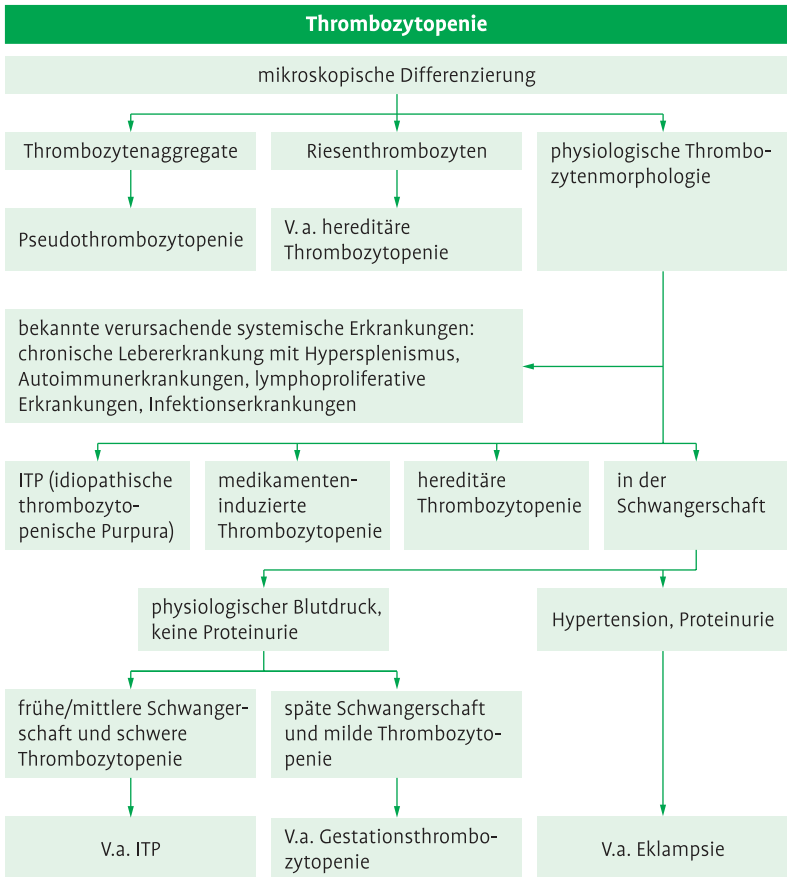 Thrombozytopenie
mikroskopische Differenzierung
Thrombozytenaggregate
Riesenthrombozyten
physiologische Thrombo-
zytenmorphologie
Pseudothrombozytopenie
V. a. hereditäre
Thrombozytopenie
bekannte verursachende systemische Erkrankungen:
chronische Lebererkrankung mit Hypersplenismus,
Autoimmunerkrankungen, lymphoproliferative
Erkrankungen, Infektionserkrankungen
ITP (idiopathische
thrombozyto-
penische Purpura)
medikamenten-
induzierte
Thrombozytopenie
hereditäre
Thrombozytopenie
in der
Schwangerschaft
physiologischer Blutdruck,
keine Proteinurie
Hypertension, Proteinurie
frühe/mittlere Schwanger-
schaft und schwere
Thrombozytopenie
späte Schwangerschaft
und milde Thrombozyto-
penie
V.a. ITP
V.a. Gestationsthrombo-
zytopenie
V.a. Eklampsie